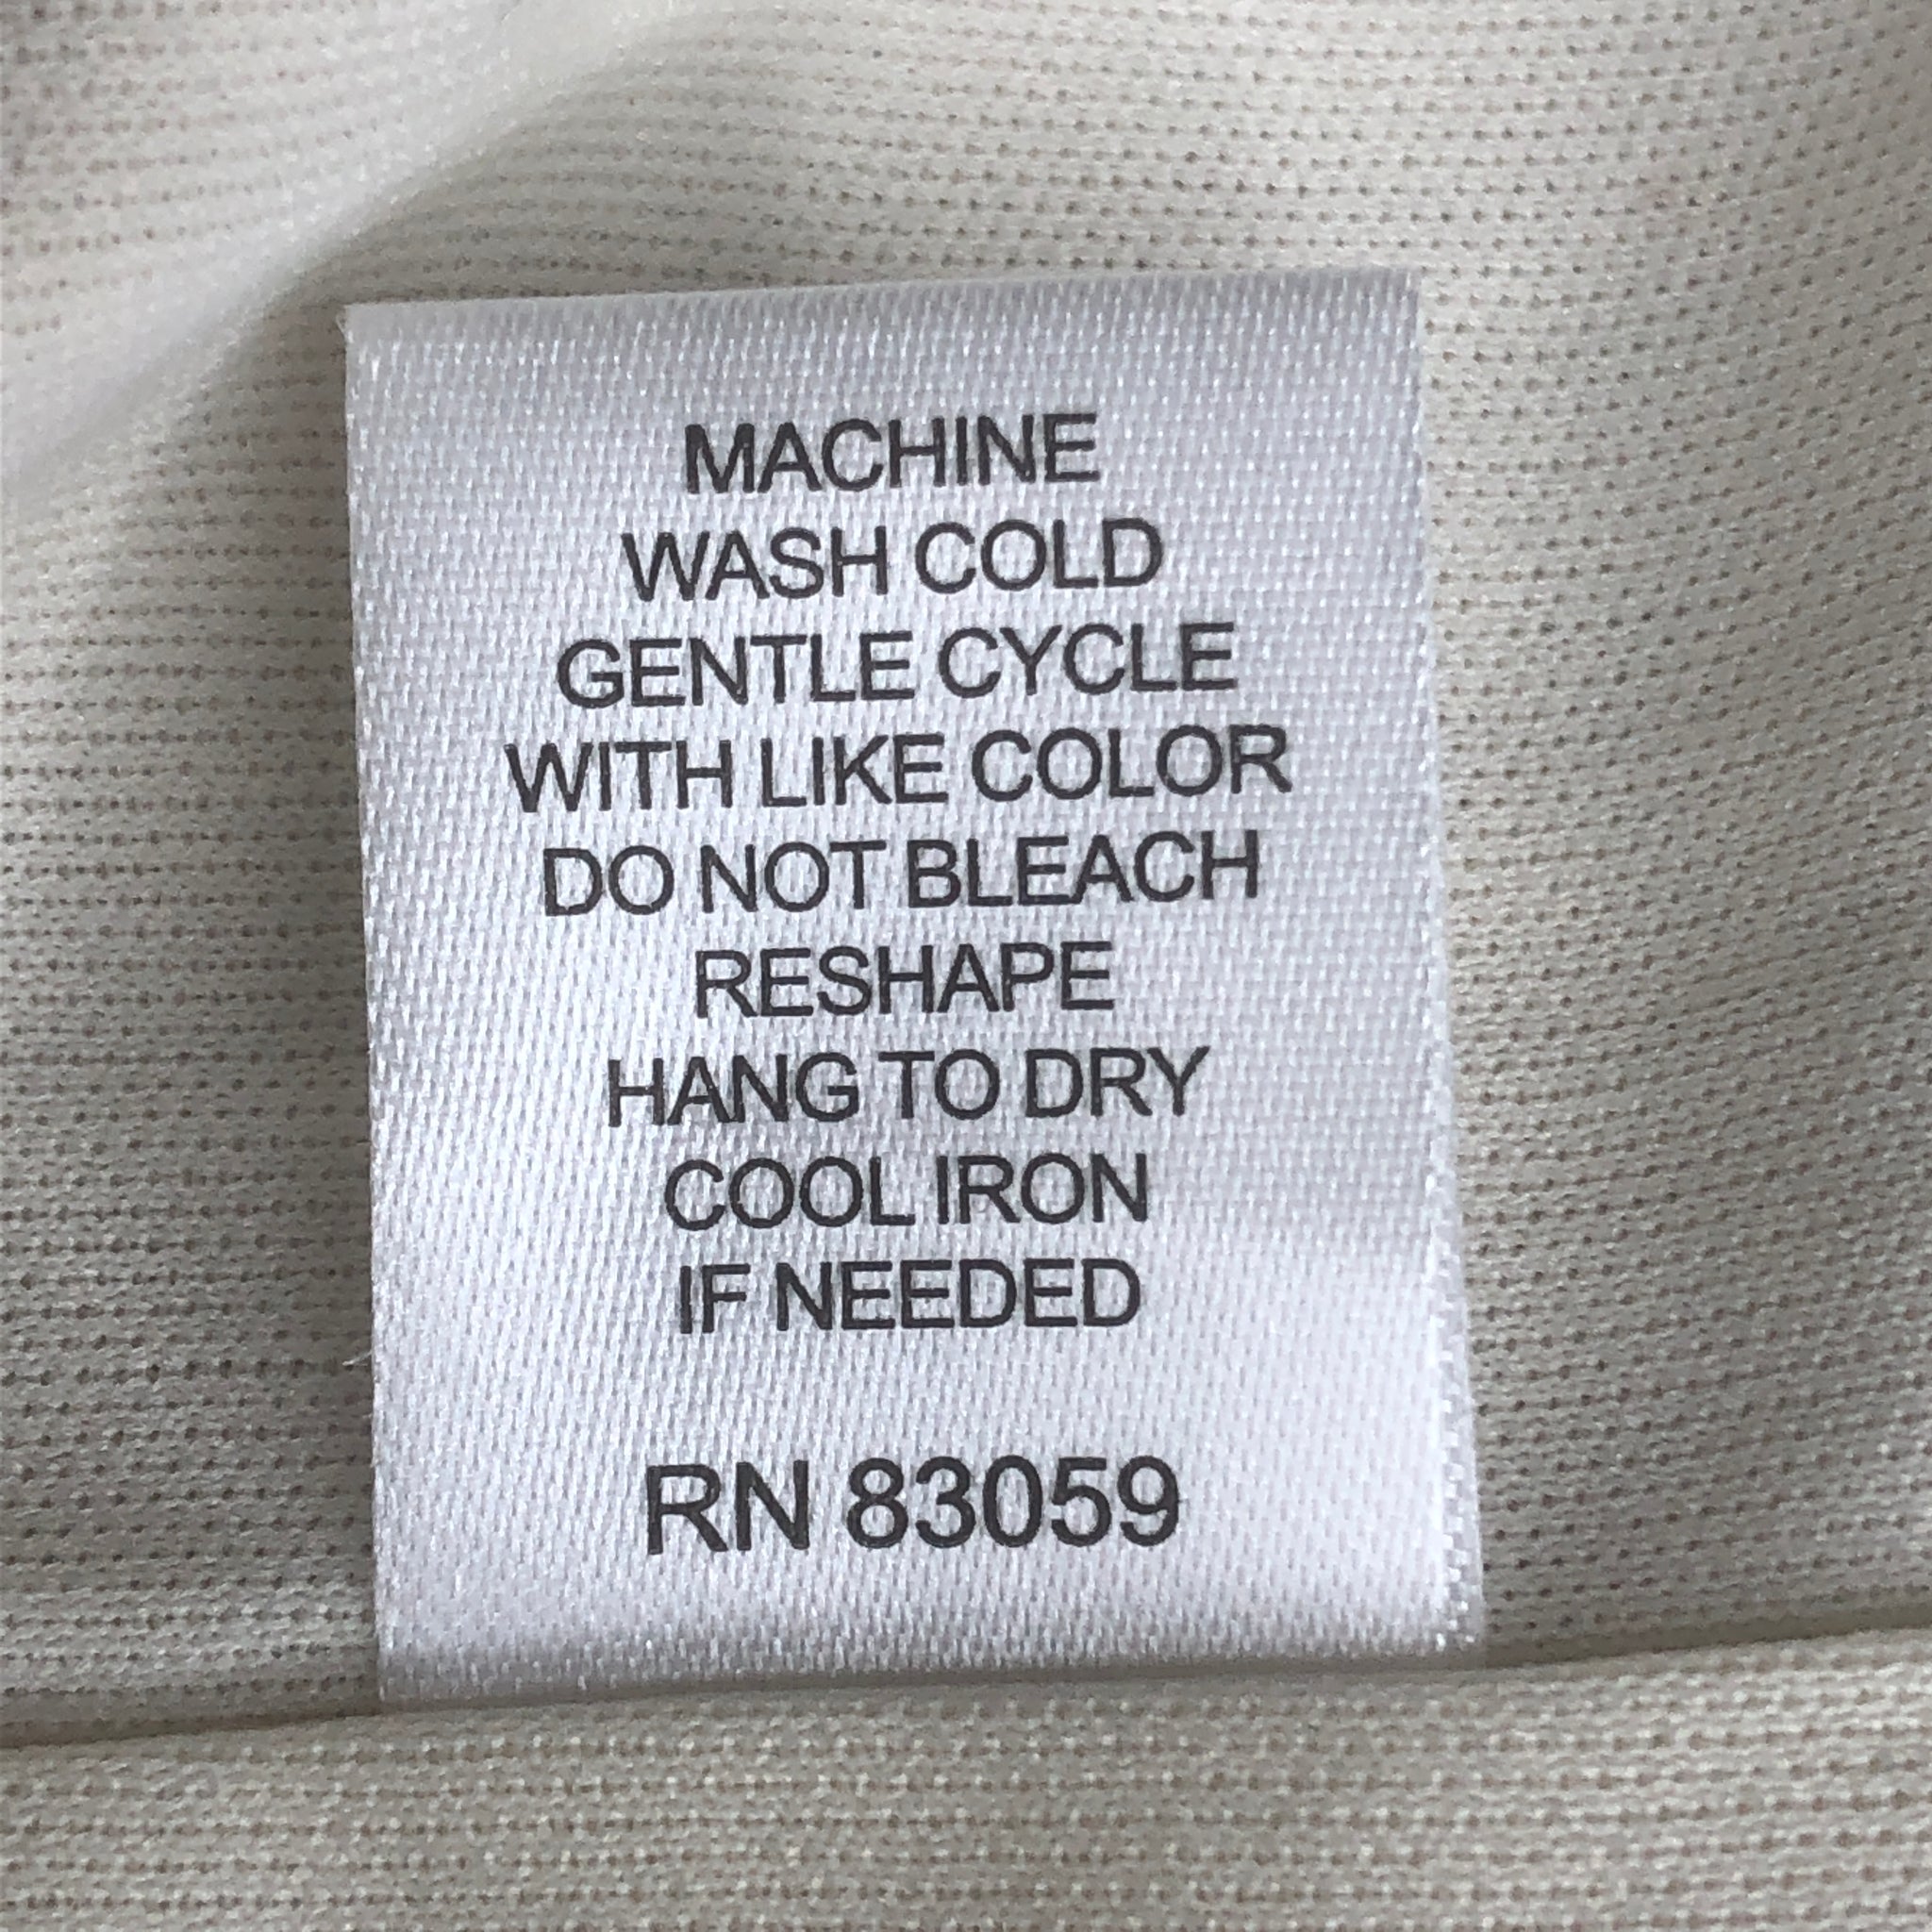 MACHINE
WASH COLD
GENTLE CYCLE
WITH LIKE COLOR
DO NOT BLEACH
RESHAPE
HANG TO DRY
COOL IRON
IF NEEDED
RN 83059